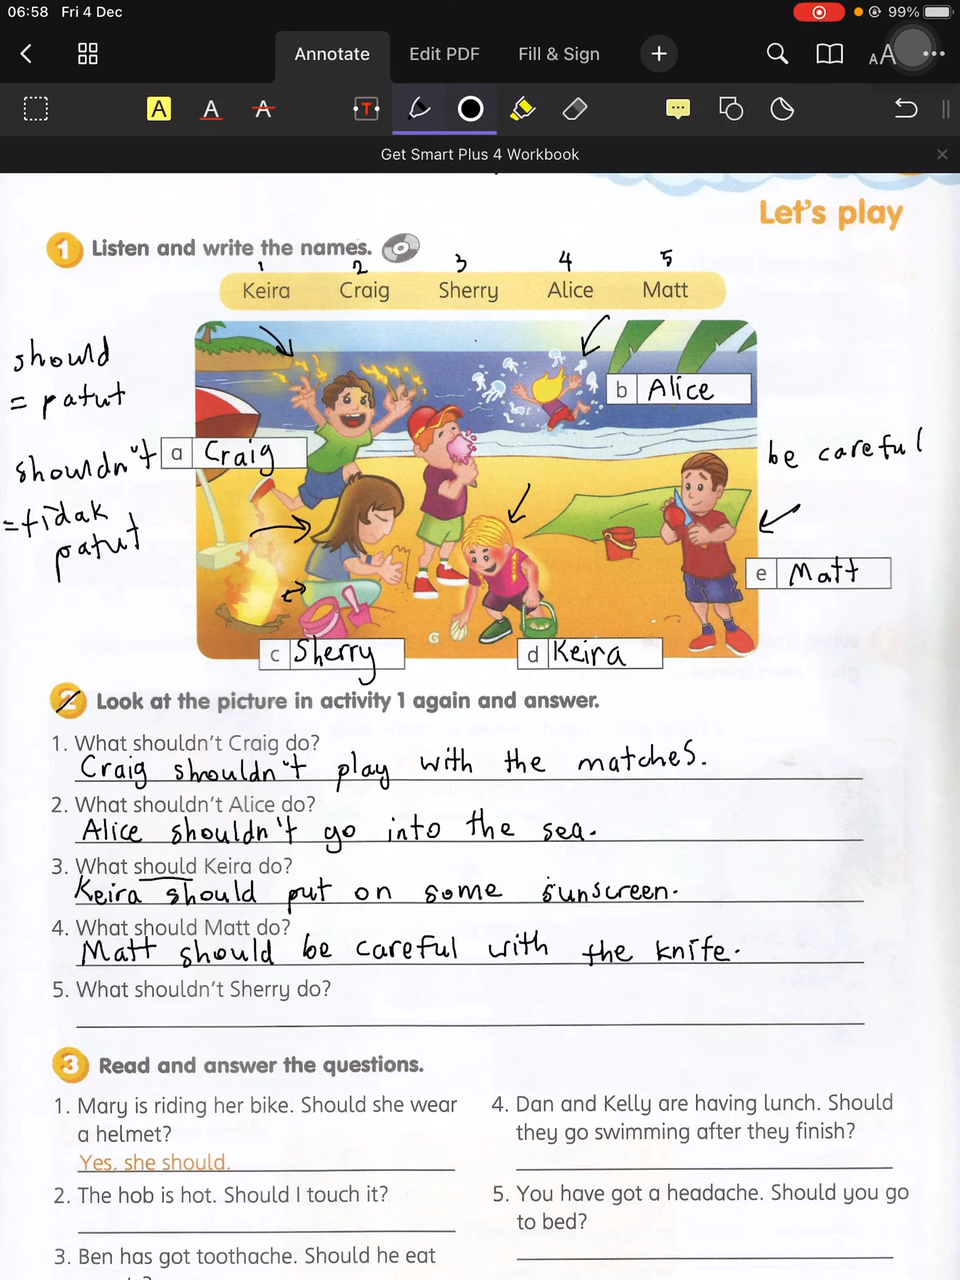 06:58 Fri 4 Dec
99%
Annotate Edit PDF Fill & Sign
Get Smart Plus 4 Workbook
Let's play
1 Listen and write the names.
1 2 3 4 5
Keira Craig Sherry Alice Matt
should
= patut
shouldn't
= tidak
patut
a Craig
b Alice
be careful
e Matt
c Sherry
d Keira
2 Look at the picture in activity 1 again and answer.
1. What shouldn't Craig do?
Craig shouldn't play with the matches.
2. What shouldn't Alice do?
Alice shouldn't go into the sea.
3. What should Keira do?
Keira should put on some sunscreen.
4. What should Matt do?
Matt should be careful with the knife.
5. What shouldn't Sherry do?
3 Read and answer the questions.
1. Mary is riding her bike. Should she wear
a helmet?
Yes, she should.
2. The hob is hot. Should I touch it?
3. Ben has got toothache. Should he eat
4. Dan and Kelly are having lunch. Should
they go swimming after they finish?
5. You have got a headache. Should you go
to bed?